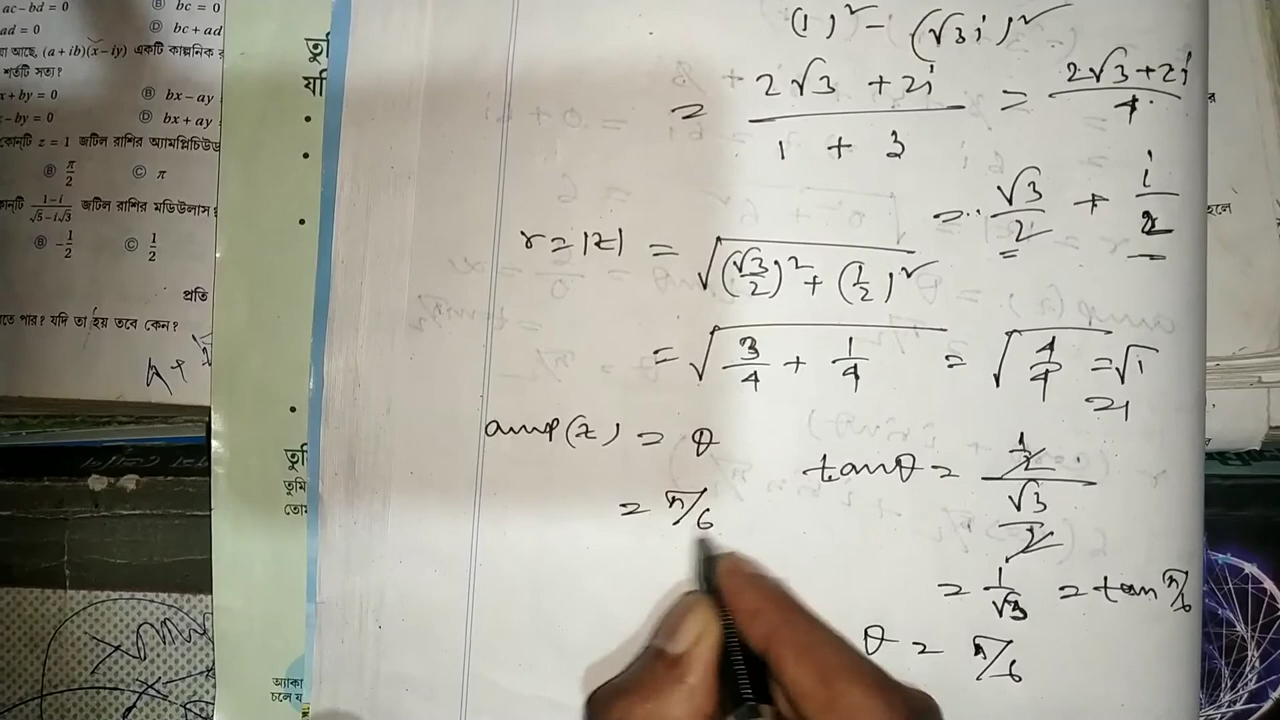 ac − bd = 0 Ⓑ bc = 0
ad = 0 Ⓓ bc + ad
আছে, (a + ib)(x − iy) একটি কাল্পনিক
শর্তটি সত্য?
x + by = 0 Ⓑ bx − ay
− by = 0 Ⓓ bx + ay
কোনটি z = 1 জটিল রাশির অ্যামপ্লিচিউড
Ⓑ π/2 Ⓒ π
(1−i)/(√5−i√3) জটিল রাশির মডিউলাস
Ⓑ −1/2 Ⓒ 1/2
প্রতি
পার? যদি তা হয় তবে কেন?
তু
যি
•
•
•
•
তুমি
চলে য
(1)² − (√3i)²
= (2√3 + 2i)/(1 + 3) = (2√3 + 2i)/4
= √3/2 + i/2
r = |z| = √((√3/2)² + (1/2)²)
= √(3/4 + 1/4) = √(4/4) = √1
= 1
amp(z) = θ
= π/6
tanθ = (1/2)/(√3/2)
= 1/√3 = tan π/6
θ = π/6